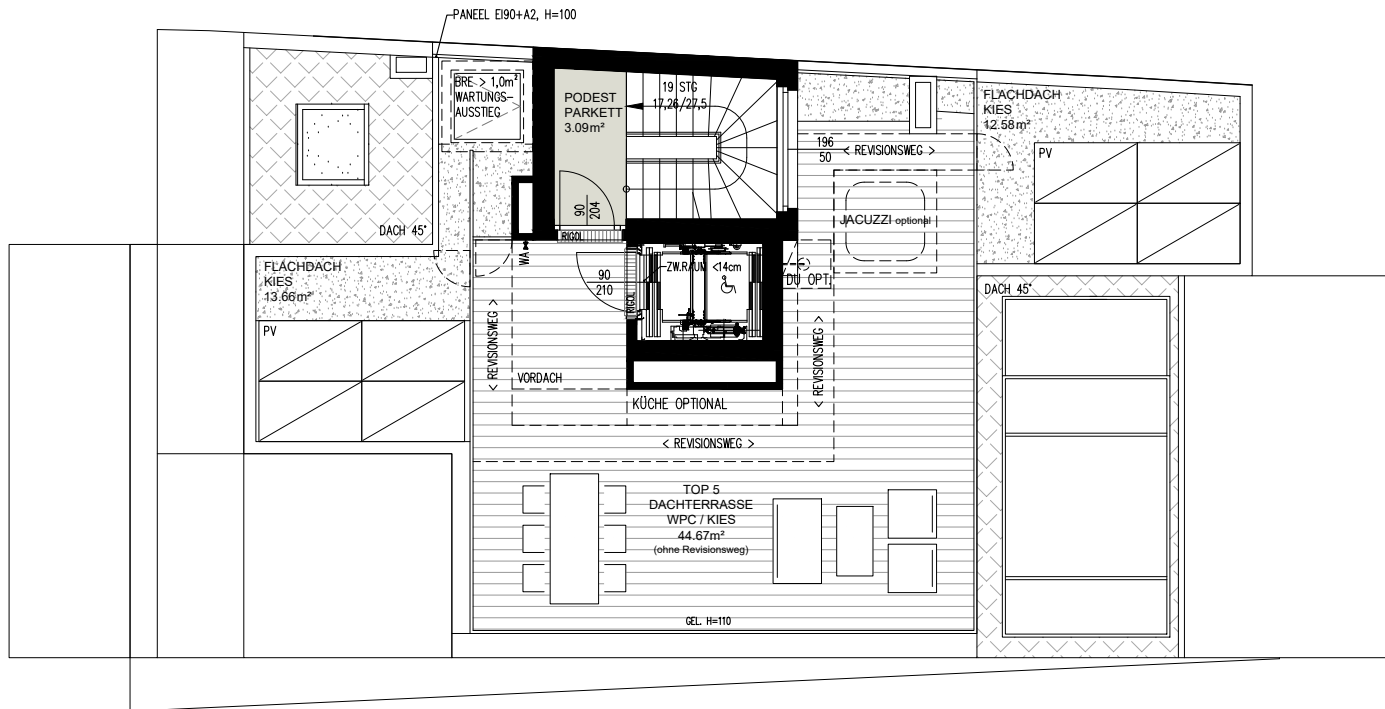 PANEEL EI90+A2, H=100
BRE > 1,0m²
WARTUNGS-
AUSSTIEG
PODEST
PARKETT
3.09m²
19 STG
17,26/27,5
FLACHDACH
KIES
12.58m²
196
50
< REVISIONSWEG >
PV
90
204
JACUZZI optional
DACH 45°
RIGOL
WA
FLACHDACH
KIES
13.66m²
ZW.RAUM <14cm
90
210
RIGOL
DU OPT.
DACH 45°
PV
< REVISIONSWEG >
< REVISIONSWEG >
VORDACH
KÜCHE OPTIONAL
< REVISIONSWEG >
TOP 5
DACHTERRASSE
WPC / KIES
44.67m²
(ohne Revisionsweg)
GEL. H=110